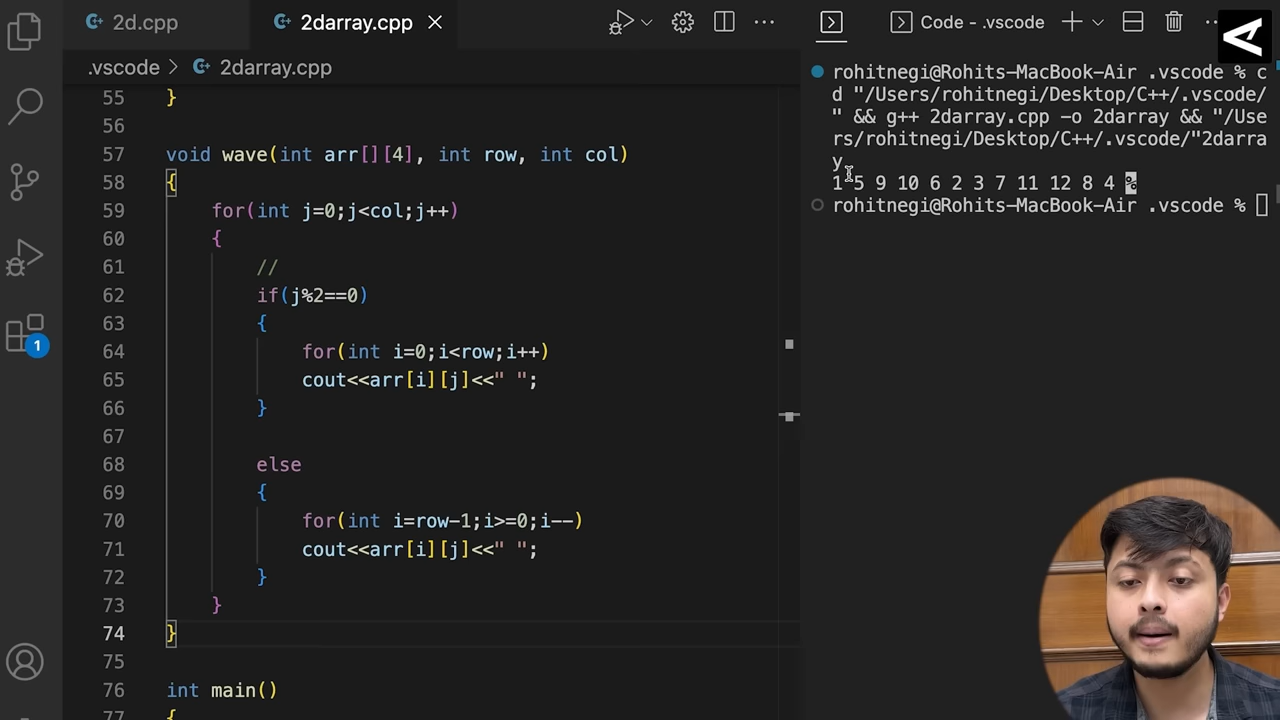 2d.cpp
2darray.cpp
Code - .vscode
.vscode > 2darray.cpp
55 }
56
57 void wave(int arr[][4], int row, int col)
58 {
59 for(int j=0;j<col;j++)
60 {
61 //
62 if(j%2==0)
63 {
64 for(int i=0;i<row;i++)
65 cout<<arr[i][j]<<" ";
66 }
67
68 else
69 {
70 for(int i=row-1;i>=0;i--)
71 cout<<arr[i][j]<<" ";
72 }
73 }
74 }
75
76 int main()
77 {
1
rohitnegi@Rohits-MacBook-Air .vscode % c
d "/Users/rohitnegi/Desktop/C++/.vscode/
" && g++ 2darray.cpp -o 2darray && "/Use
rs/rohitnegi/Desktop/C++/.vscode/"2darra
y
1 5 9 10 6 2 3 7 11 12 8 4 %
rohitnegi@Rohits-MacBook-Air .vscode %